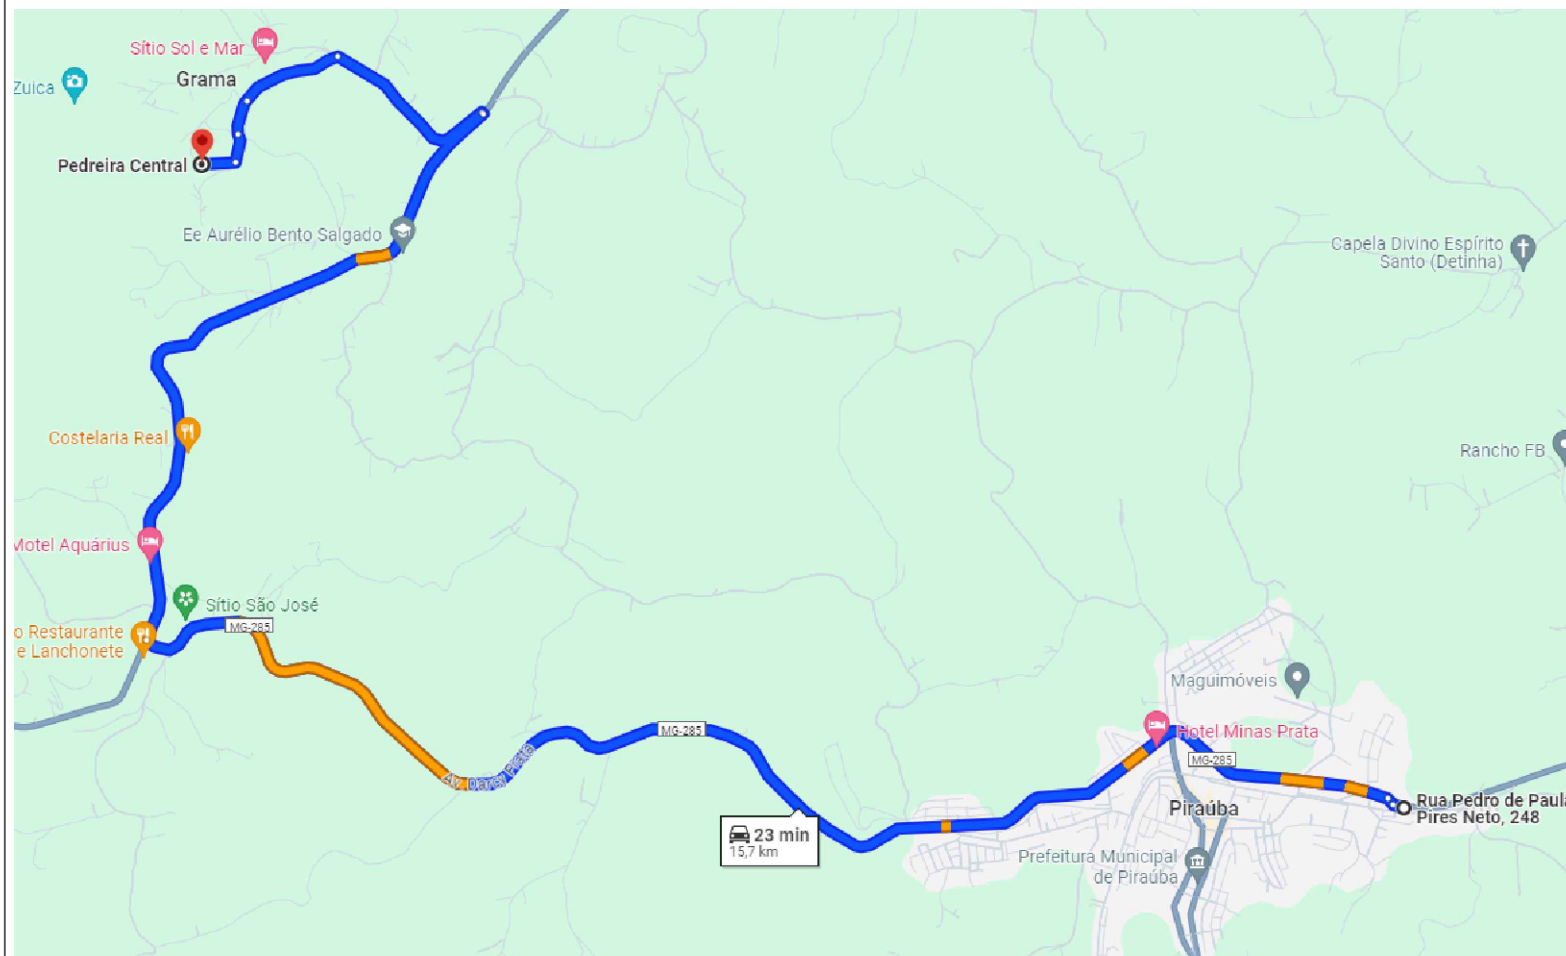 Sítio Sol e Mar
Grama
Zuica
Pedreira Central
Ee Aurélio Bento Salgado
Capela Divino Espírito
Santo (Detinha)
Costelaria Real
Rancho FB
Motel Aquárius
Sítio São José
MG-285
o Restaurante
e Lanchonete
Maguimóveis
MG-285
Hotel Minas Prata
MG-285
Piraúba
Rua Pedro de Paula
Pires Neto, 248
23 min
15,7 km
Prefeitura Municipal
de Piraúba